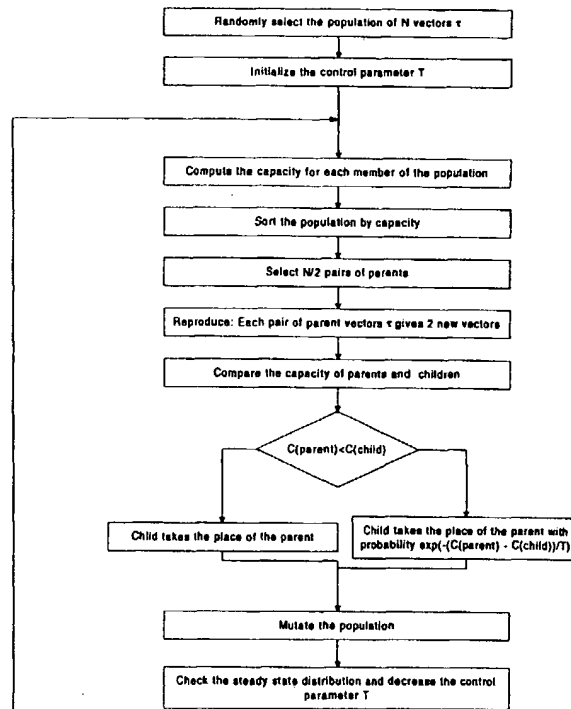 Randomly select the population of N vectors τ
Initialize the control parameter T
Compute the capacity for each member of the population
Sort the population by capacity
Select N/2 pairs of parents
Reproduce: Each pair of parent vectors τ gives 2 new vectors
Compare the capacity of parents and children
C(parent)<C(child)
Child takes the place of the parent
Child takes the place of the parent with
probability exp(-(C(parent) - C(child))/T)
Mutate the population
Check the steady state distribution and decrease the control
parameter T